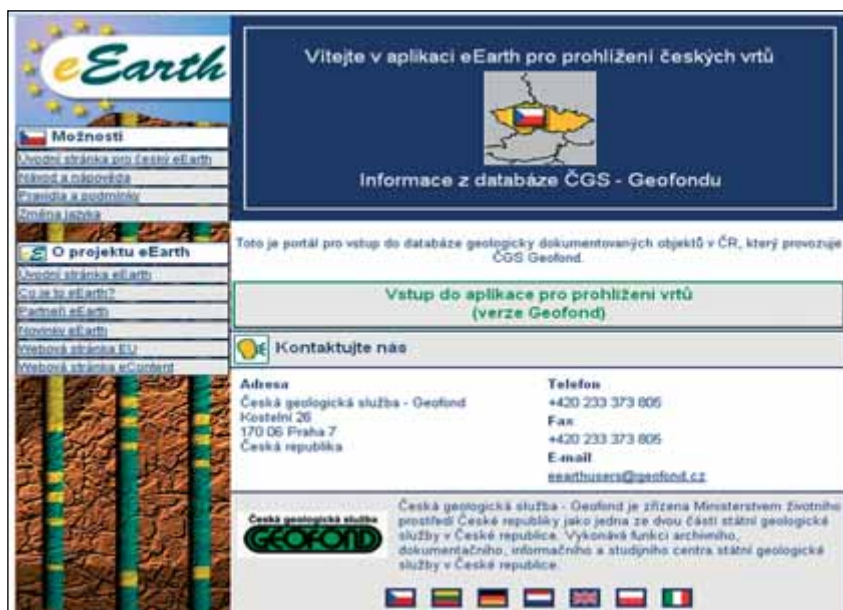 eEarth
Možnosti
Úvodní stránka pro český eEarth
Návod a nápověda
Pravidla a podmínky
Změna jazyka
O projektu eEarth
Úvodní stránka eEarth
Co je to eEarth?
Partneři eEarth
Novinky eEarth
Webová stránka EU
Webová stránka eContent
Vítejte v aplikaci eEarth pro prohlížení českých vrtů
Informace z databáze ČGS - Geofondu
Toto je portál pro vstup do databáze geologicky dokumentovaných objektů v ČR, který provozuje
ČGS Geofond.
Vstup do aplikace pro prohlížení vrtů
(verze Geofond)
Kontaktujte nás
Adresa
Česká geologická služba - Geofond
Kostelní 26
170 06 Praha 7
Česká republika
Telefon
+420 233 373 805
Fax
+420 233 373 805
E-mail
eearthusers@geofond.cz
Česká geologická služba
GEOFOND
Česká geologická služba - Geofond je zřízena Ministerstvem životního
prostředí České republiky jako jedna ze dvou částí státní geologické
služby v České republice. Vykonává funkci archivního,
dokumentačního, informačního a studijního centra státní geologické
služby v České republice.